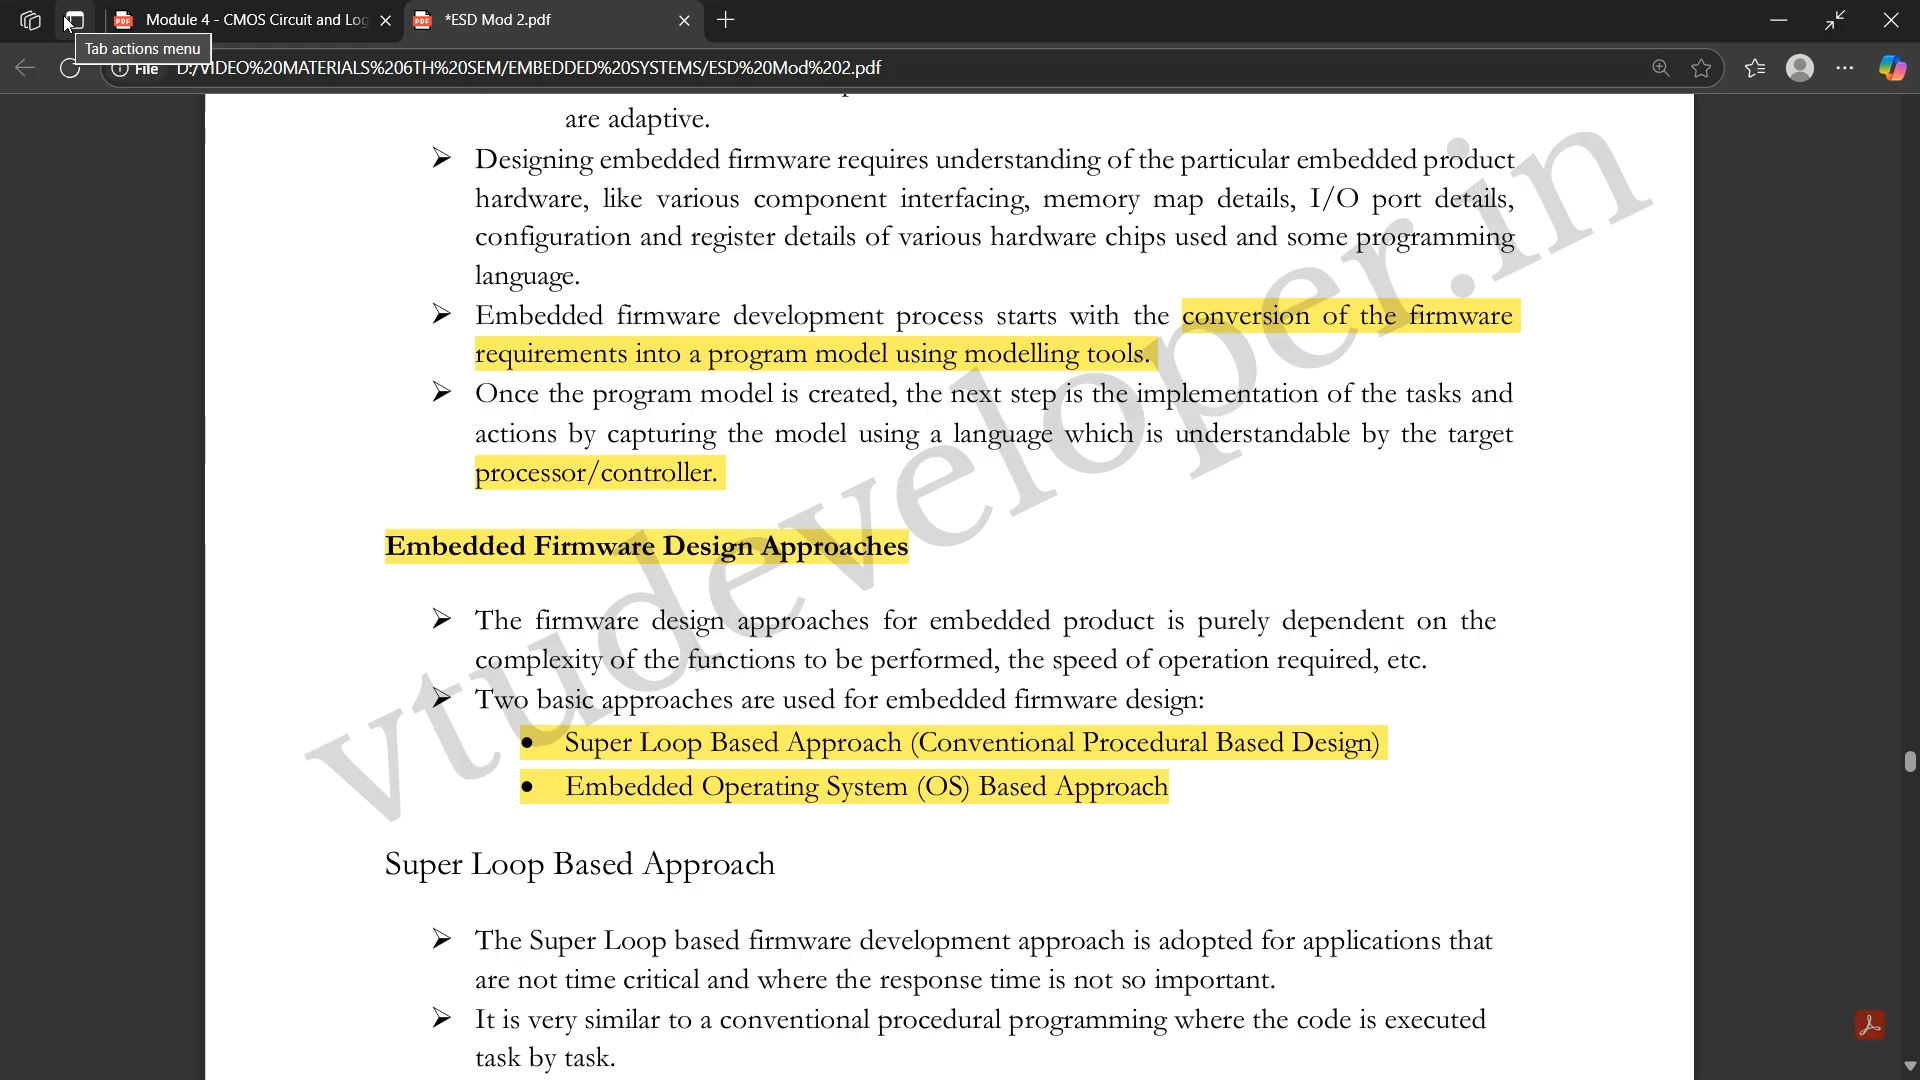 Module 4 - CMOS Circuit and Log
*ESD Mod 2.pdf
Tab actions menu
File
D:/VIDEO%20MATERIALS%206TH%20SEM/EMBEDDED%20SYSTEMS/ESD%20Mod%202.pdf
are adaptive.
➢ Designing embedded firmware requires understanding of the particular embedded product
hardware, like various component interfacing, memory map details, I/O port details,
configuration and register details of various hardware chips used and some programming
language.
➢ Embedded firmware development process starts with the conversion of the firmware
requirements into a program model using modelling tools.
➢ Once the program model is created, the next step is the implementation of the tasks and
actions by capturing the model using a language which is understandable by the target
processor/controller.
Embedded Firmware Design Approaches
➢ The firmware design approaches for embedded product is purely dependent on the
complexity of the functions to be performed, the speed of operation required, etc.
➢ Two basic approaches are used for embedded firmware design:
● Super Loop Based Approach (Conventional Procedural Based Design)
● Embedded Operating System (OS) Based Approach
Super Loop Based Approach
➢ The Super Loop based firmware development approach is adopted for applications that
are not time critical and where the response time is not so important.
➢ It is very similar to a conventional procedural programming where the code is executed
task by task.
vtudeveloper.in